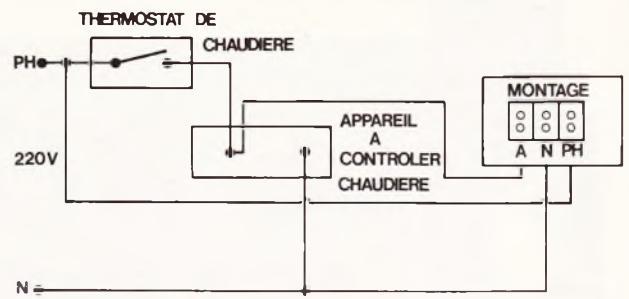 THERMOSTAT DE
CHAUDIERE
PH
MONTAGE
APPAREIL
A
CONTROLER
CHAUDIERE
A N PH
220V
N